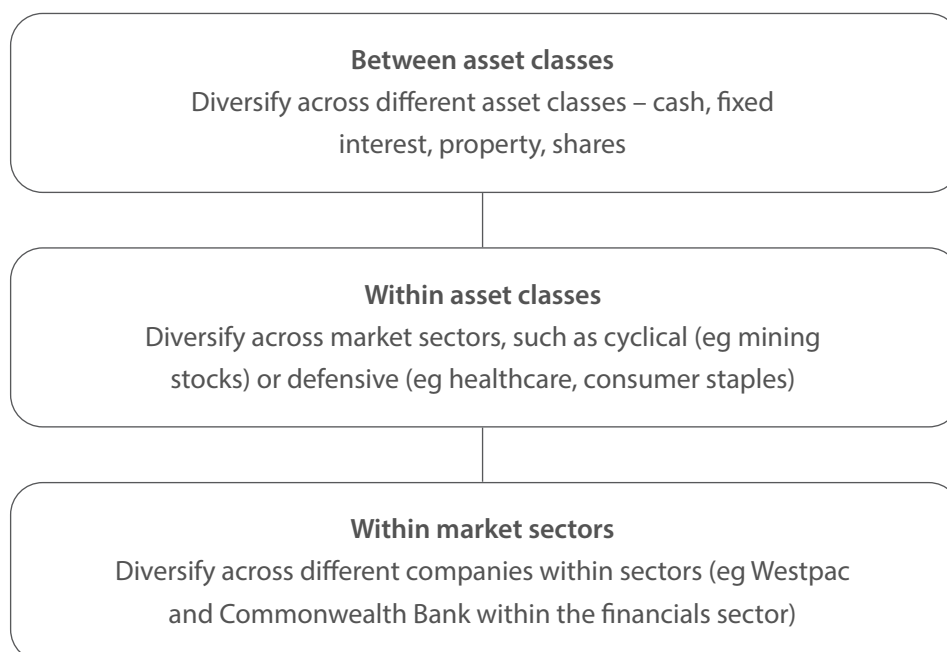 Between asset classes
Diversify across different asset classes – cash, fixed
interest, property, shares
Within asset classes
Diversify across market sectors, such as cyclical (eg mining
stocks) or defensive (eg healthcare, consumer staples)
Within market sectors
Diversify across different companies within sectors (eg Westpac
and Commonwealth Bank within the financials sector)